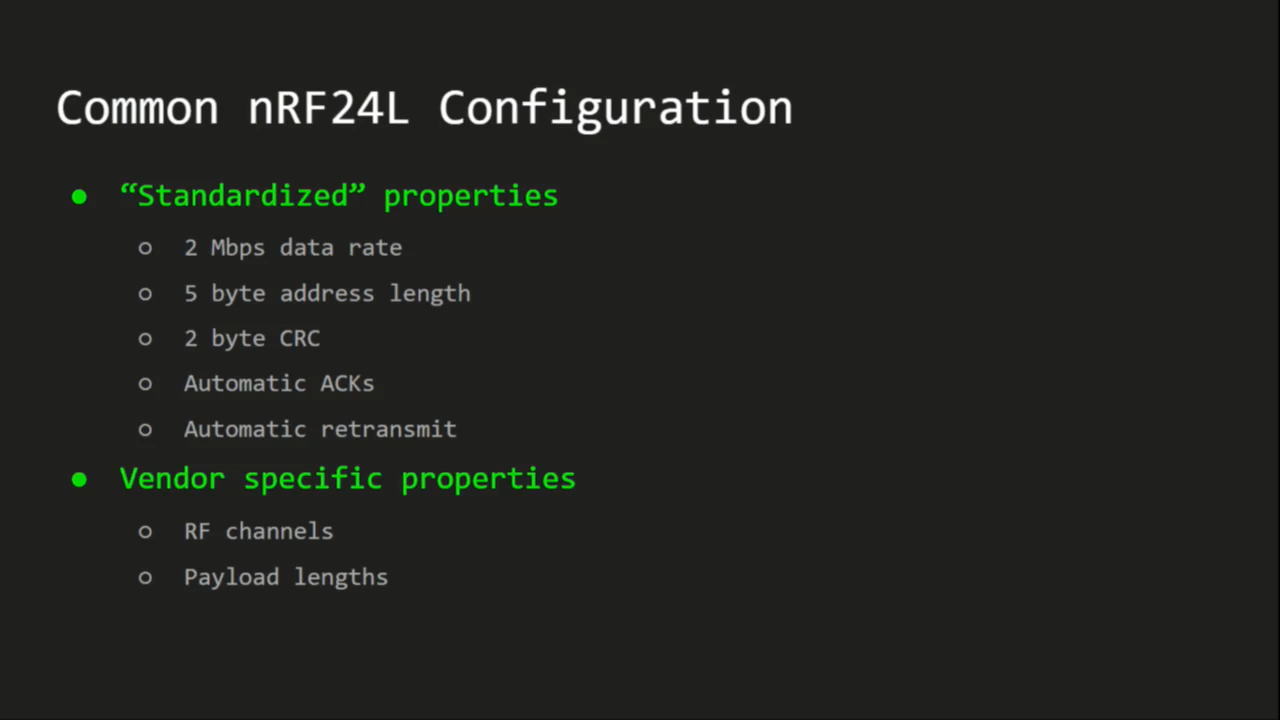 Common nRF24L Configuration
● “Standardized” properties
○ 2 Mbps data rate
○ 5 byte address length
○ 2 byte CRC
○ Automatic ACKs
○ Automatic retransmit
● Vendor specific properties
○ RF channels
○ Payload lengths